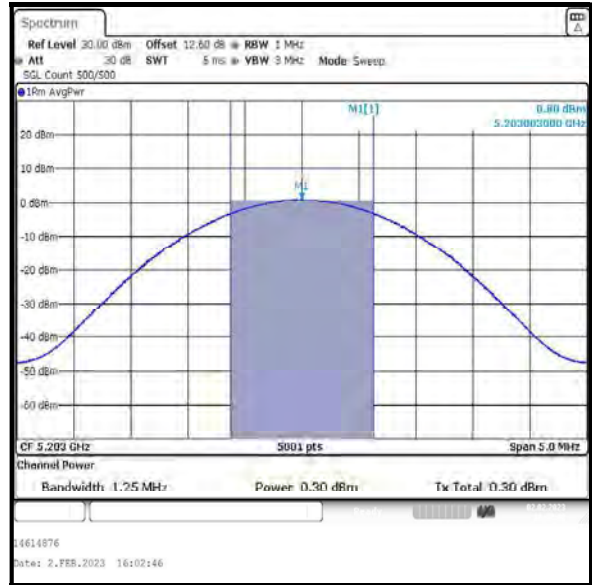 Spectrum
Ref Level 30.00 dBm Offset 12.60 dB RBW 1 MHz
Att 30 dB SWT 5 ms VBW 3 MHz Mode Sweep
SGL Count 500/500
1Rm AvgPwr
M1[1] 0.80 dBm
5.203003000 GHz
20 dBm
10 dBm
M1
0 dBm
-10 dBm
-20 dBm
-30 dBm
-40 dBm
-50 dBm
-60 dBm
CF 5.203 GHz 5001 pts Span 5.0 MHz
Channel Power
Bandwidth 1.25 MHz Power 0.30 dBm Tx Total 0.30 dBm
Ready 02.02.2023
14614876
Date: 2.FEB.2023 16:02:46